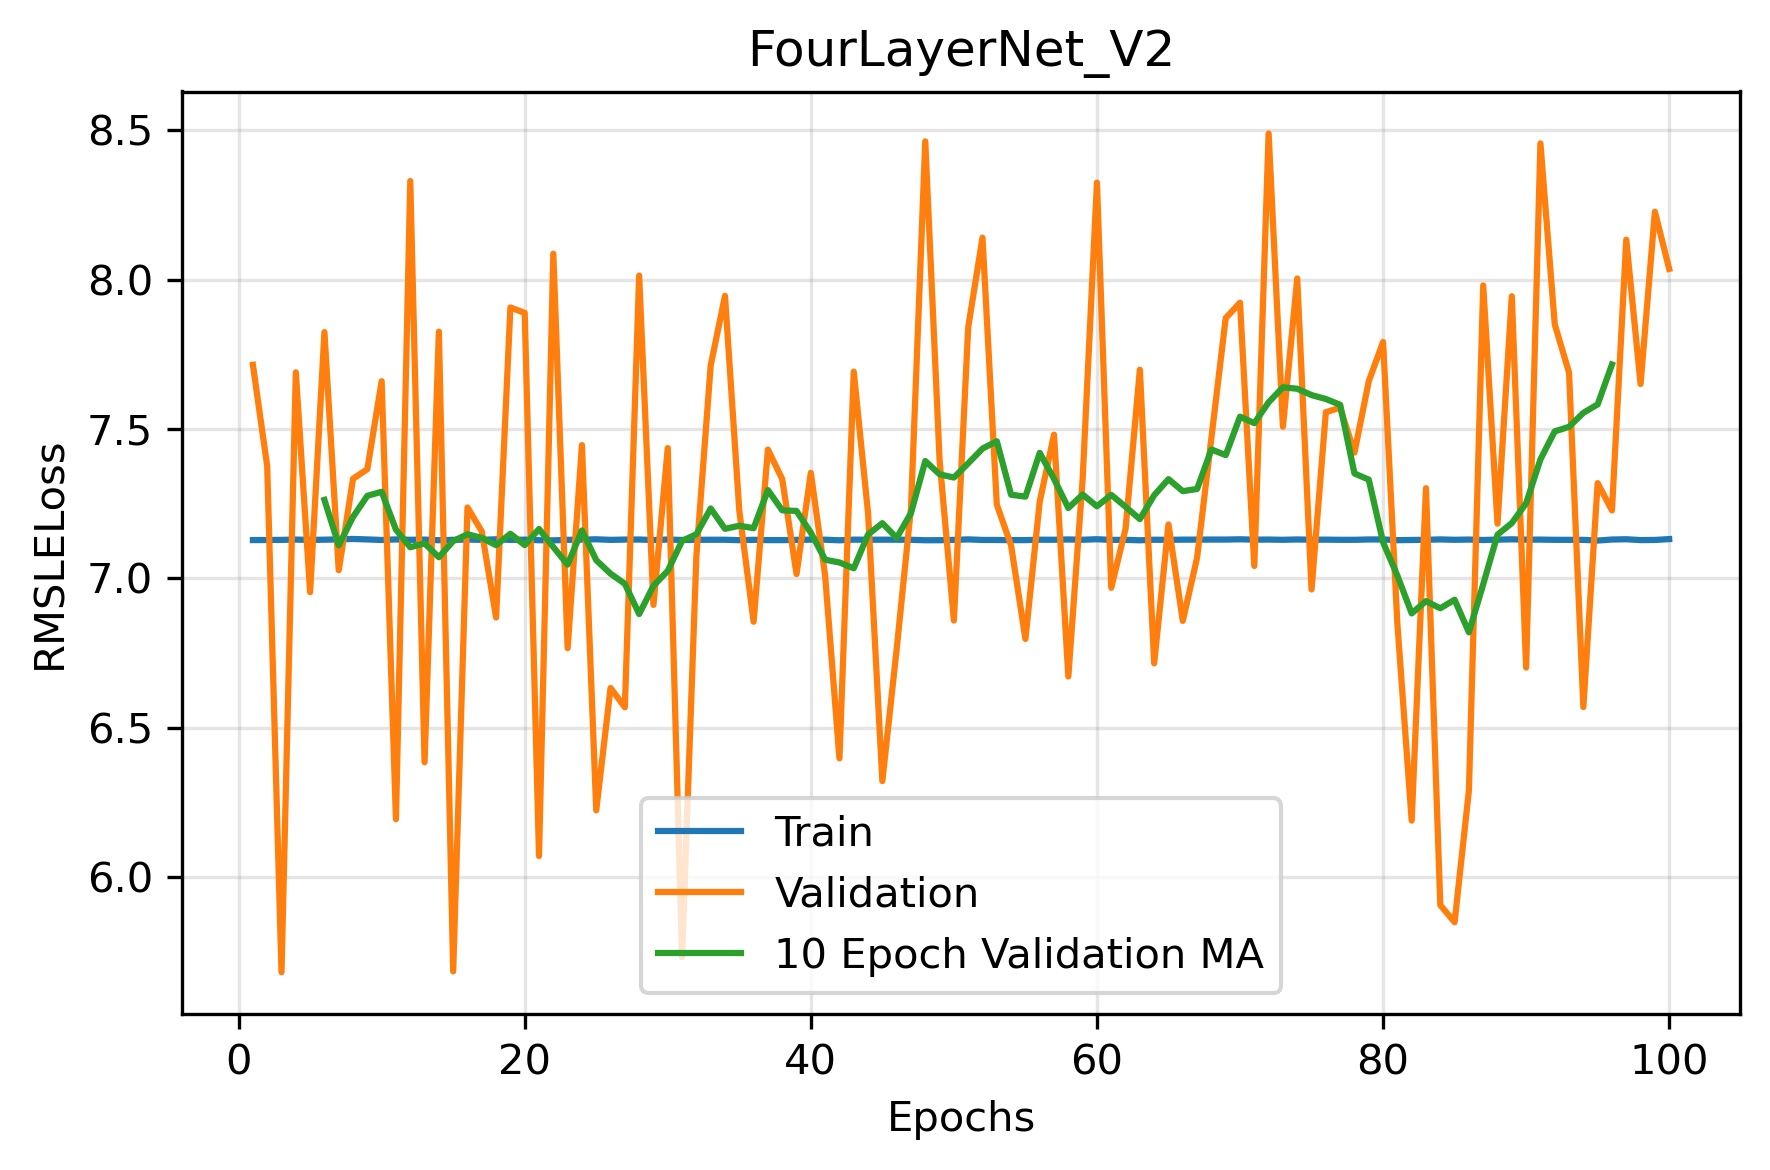 FourLayerNet_V2
RMSLELoss
8.5
8.0
7.5
7.0
6.5
6.0
Train
Validation
10 Epoch Validation MA
0 20 40 60 80 100
Epochs